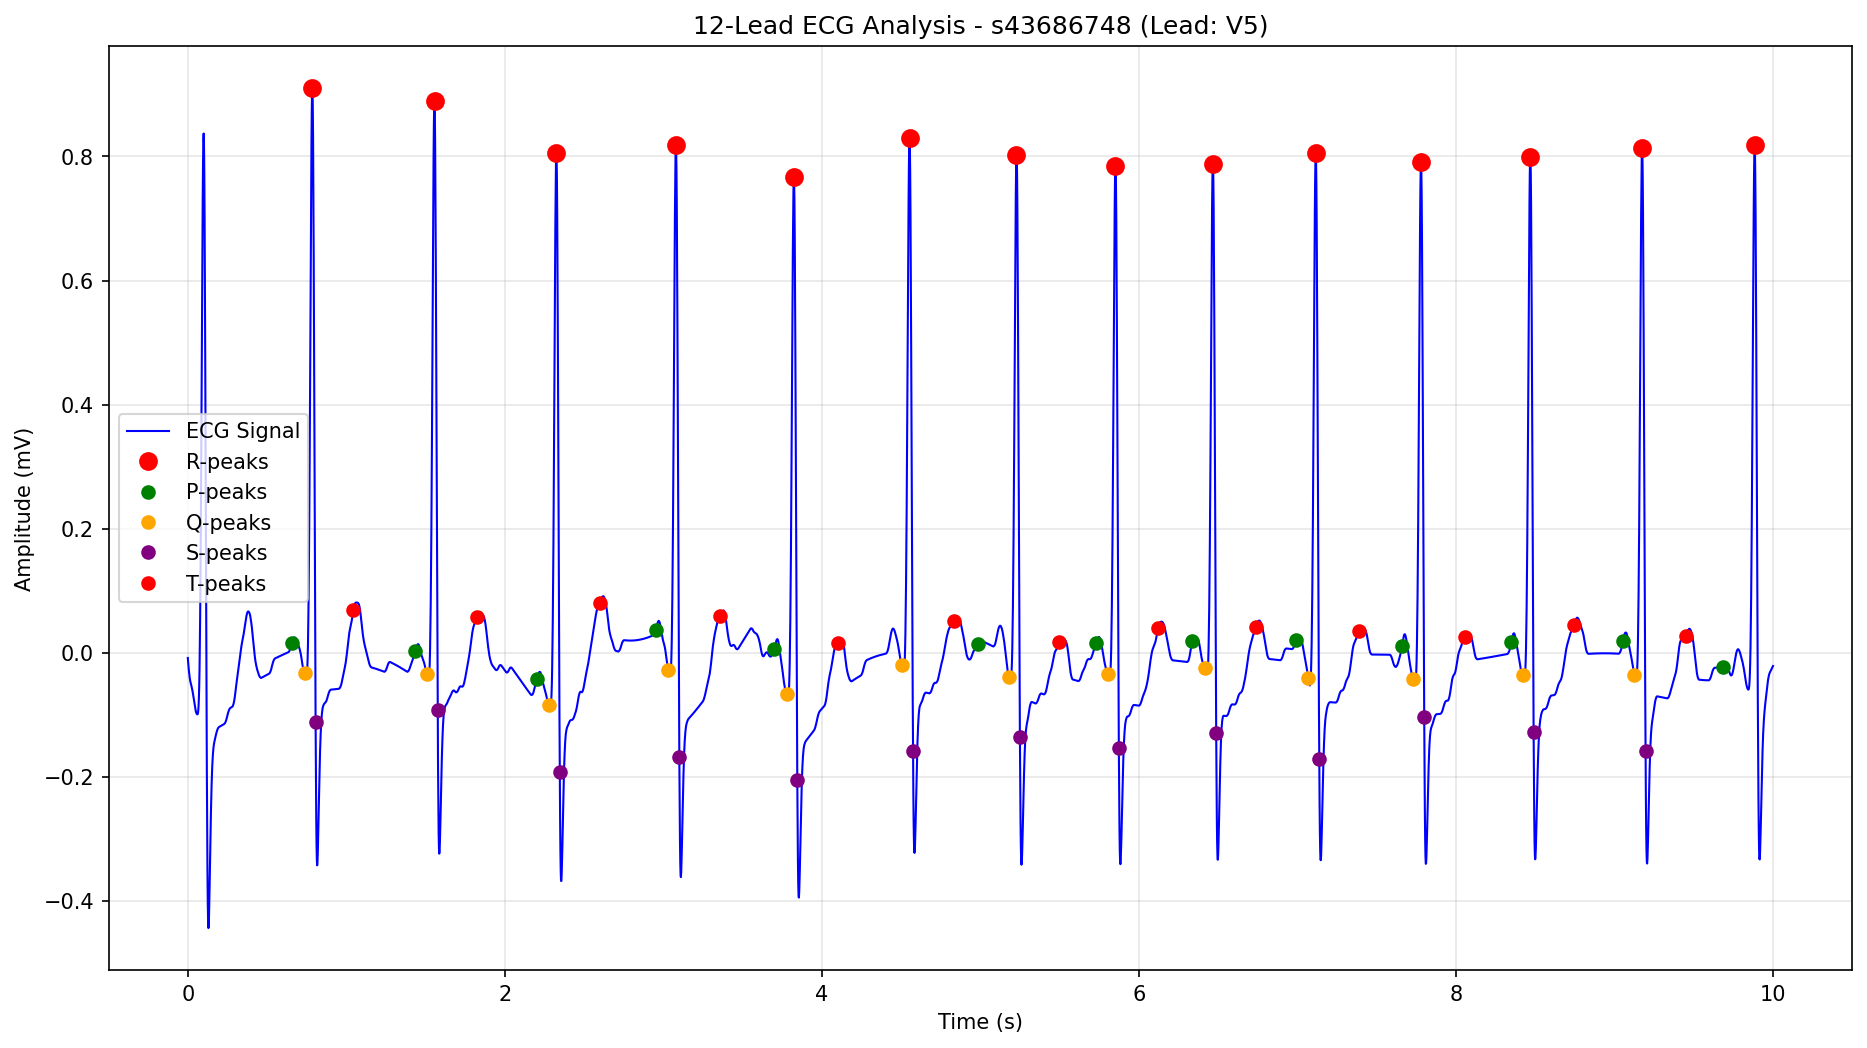 12-Lead ECG Analysis - s43686748 (Lead: V5)
Amplitude (mV)
0.8
0.6
0.4
0.2
0.0
−0.2
−0.4
ECG Signal
R-peaks
P-peaks
Q-peaks
S-peaks
T-peaks
0 2 4 6 8 10
Time (s)